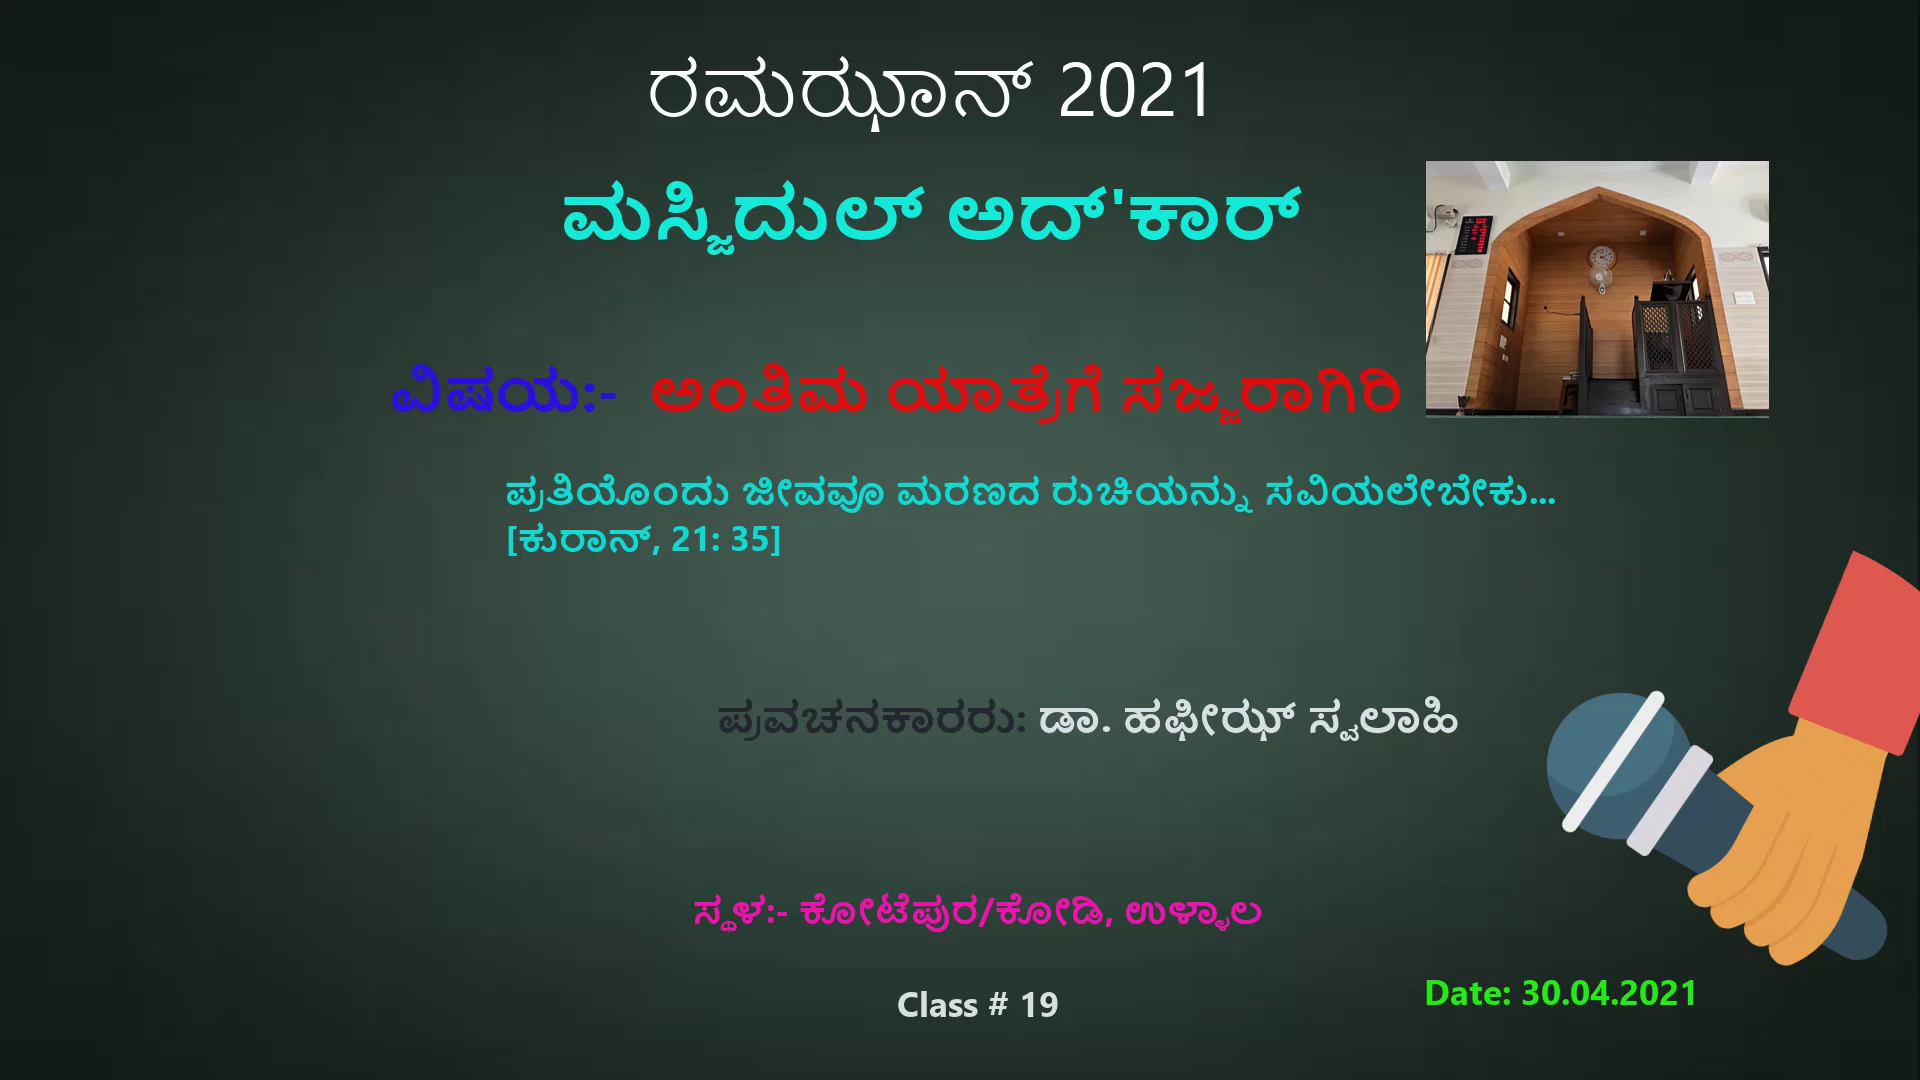 ರಮಝಾನ್ 2021
ಮಸ್ಜಿದುಲ್ ಅದ್'ಕಾರ್
ವಿಷಯ:- ಅಂತಿಮ ಯಾತ್ರೆಗೆ ಸಜ್ಜರಾಗಿರಿ
ಪ್ರತಿಯೊಂದು ಜೀವವೂ ಮರಣದ ರುಚಿಯನ್ನು ಸವಿಯಲೇಬೇಕು...
[ಕುರಾನ್, 21: 35]
ಪ್ರವಚನಕಾರರು: ಡಾ. ಹಫೀಝ್ ಸ್ವಲಾಹಿ
ಸ್ಥಳ:- ಕೋಟೆಪುರ/ಕೋಡಿ, ಉಳ್ಳಾಲ
Class # 19
Date: 30.04.2021